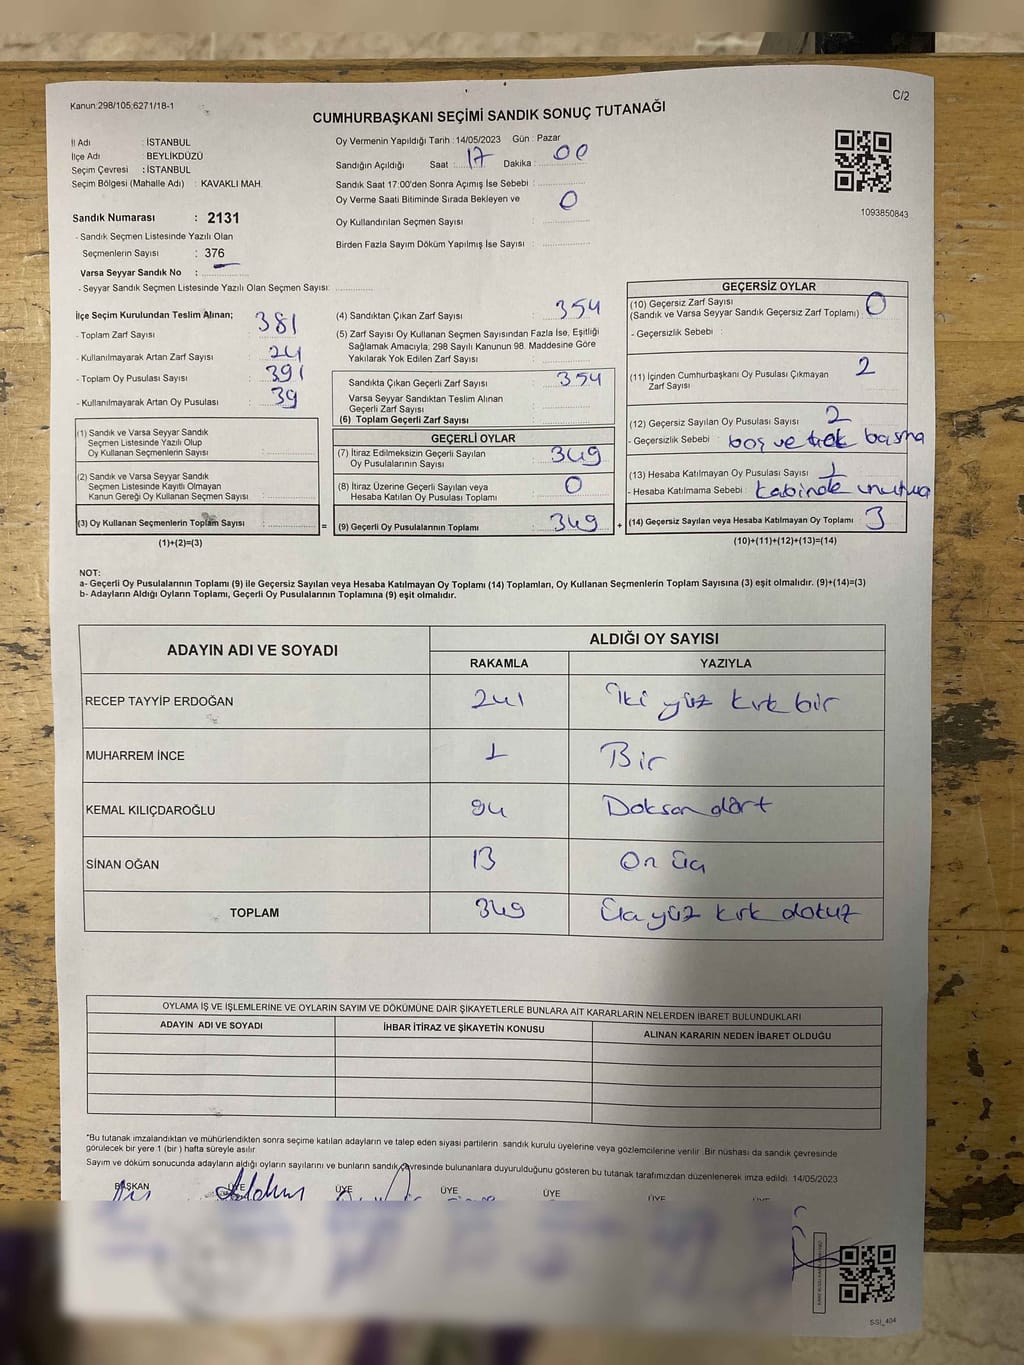 Kanun:298/105;6271/18-1
C/2
CUMHURBAŞKANI SEÇİMİ SANDIK SONUÇ TUTANAĞI
İl Adı : İSTANBUL
İlçe Adı BEYLİKDÜZÜ
Seçim Çevresi : İSTANBUL
Seçim Bölgesi (Mahalle Adı) : KAVAKLI MAH.
Sandık Numarası : 2131
- Sandık Seçmen Listesinde Yazılı Olan
Seçmenlerin Sayısı : 376
Varsa Seyyar Sandık No :
- Seyyar Sandık Seçmen Listesinde Yazılı Olan Seçmen Sayısı:
Oy Vermenin Yapıldığı Tarih : 14/05/2023 Gün : Pazar
Sandığın Açıldığı Saat : 17 Dakika : 00
Sandık Saat 17:00'den Sonra Açımış İse Sebebi :
Oy Verme Saati Bitiminde Sırada Bekleyen ve 0
Oy Kullandırılan Seçmen Sayısı :
Birden Fazla Sayım Döküm Yapılmış İse Sayısı :
1093850843
İlçe Seçim Kurulundan Teslim Alınan;
- Toplam Zarf Sayısı 381
- Kullanılmayarak Artan Zarf Sayısı 24
- Toplam Oy Pusulası Sayısı 391
- Kullanılmayarak Artan Oy Pusulası 39
(1) Sandık ve Varsa Seyyar Sandık
Seçmen Listesinde Yazılı Olup
Oy Kullanan Seçmenlerin Sayısı :
(2) Sandık ve Varsa Seyyar Sandık
Seçmen Listesinde Kayıtlı Olmayan
Kanun Gereği Oy Kullanan Seçmen Sayısı :
(3) Oy Kullanan Seçmenlerin Toplam Sayısı : =
(1)+(2)=(3)
(4) Sandıktan Çıkan Zarf Sayısı : 354
(5) Zarf Sayısı Oy Kullanan Seçmen Sayısından Fazla İse, Eşitliği
Sağlamak Amacıyla, 298 Sayılı Kanunun 98. Maddesine Göre
Yakılarak Yok Edilen Zarf Sayısı :
Sandıkta Çıkan Geçerli Zarf Sayısı : 354
Varsa Seyyar Sandıktan Teslim Alınan
Geçerli Zarf Sayısı :
(6) Toplam Geçerli Zarf Sayısı :
GEÇERLİ OYLAR
(7) İtiraz Edilmeksizin Geçerli Sayılan
Oy Pusulalarının Sayısı : 349
(8) İtiraz Üzerine Geçerli Sayılan veya
Hesaba Katılan Oy Pusulası Toplamı : 0
(9) Geçerli Oy Pusulalarının Toplamı : 349 +
GEÇERSİZ OYLAR
(10) Geçersiz Zarf Sayısı
(Sandık ve Varsa Seyyar Sandık Geçersiz Zarf Toplamı) : 0
- Geçersizlik Sebebi :
(11) İçinden Cumhurbaşkanı Oy Pusulası Çıkmayan 2
Zarf Sayısı
(12) Geçersiz Sayılan Oy Pusulası Sayısı : 2
- Geçersizlik Sebebi : boş ve basma
(13) Hesaba Katılmayan Oy Pusulası Sayısı : 1
- Hesaba Katılmama Sebebi : kabinde unutma
(14) Geçersiz Sayılan veya Hesaba Katılmayan Oy Toplamı : 3
(10)+(11)+(12)+(13)=(14)
NOT:
a- Geçerli Oy Pusulalarının Toplamı (9) ile Geçersiz Sayılan veya Hesaba Katılmayan Oy Toplamı (14) Toplamları, Oy Kullanan Seçmenlerin Toplam Sayısına (3) eşit olmalıdır. (9)+(14)=(3)
b- Adayların Aldığı Oyların Toplamı, Geçerli Oy Pusulalarının Toplamına (9) eşit olmalıdır.
ADAYIN ADI VE SOYADI
ALDIĞI OY SAYISI
RAKAMLA YAZIYLA
RECEP TAYYİP ERDOĞAN 241 İki yüz kırk bir
MUHARREM İNCE 1 Bir
KEMAL KILIÇDAROĞLU 94 Doksan dört
SİNAN OĞAN 13 On üç
TOPLAM 349 Üç yüz kırk dokuz
OYLAMA İŞ VE İŞLEMLERİNE VE OYLARIN SAYIM VE DÖKÜMÜNE DAİR ŞİKAYETLERLE BUNLARA AİT KARARLARIN NELERDEN İBARET BULUNDUKLARI
ADAYIN ADI VE SOYADI İHBAR İTİRAZ VE ŞİKAYETİN KONUSU ALINAN KARARIN NEDEN İBARET OLDUĞU
*Bu tutanak imzalandıktan ve mühürlendikten sonra seçime katılan adayların ve talep eden siyasi partilerin sandık kurulu üyelerine veya gözlemcilerine verilir. Bir nüshası da sandık çevresinde
görülecek bir yere 1 (bir) hafta süreyle asılır
Sayım ve döküm sonucunda adayların aldığı oyların sayılarını ve bunların sandık çevresinde bulunanlara duyurulduğunu gösteren bu tutanak tarafımızdan düzenlenerek imza edildi. 14/05/2023
BAŞKAN ÜYE ÜYE ÜYE ÜYE ÜYE
SSİ_404